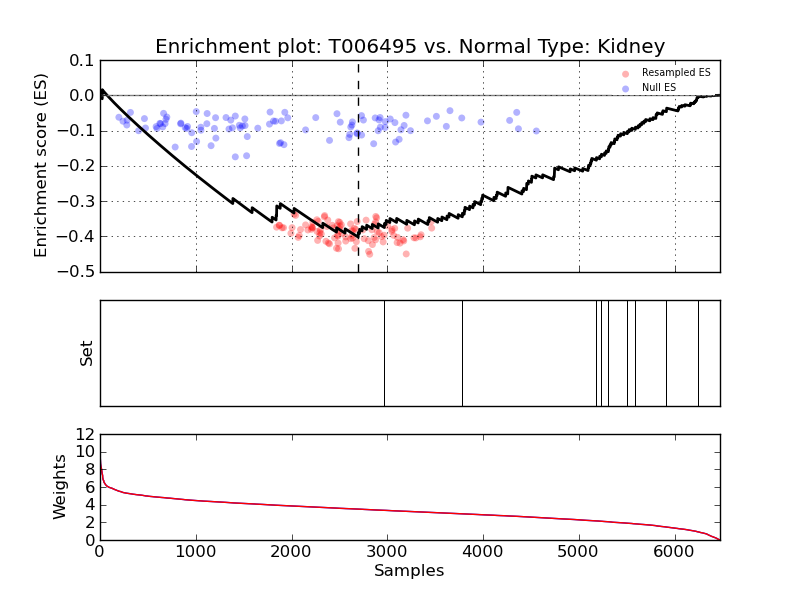 Enrichment plot: T006495 vs. Normal Type: Kidney
Enrichment score (ES)
0.1
0.0
−0.1
−0.2
−0.3
−0.4
−0.5
Resampled ES
Null ES
Set
Weights
12
10
8
6
4
2
0
0 1000 2000 3000 4000 5000 6000
Samples